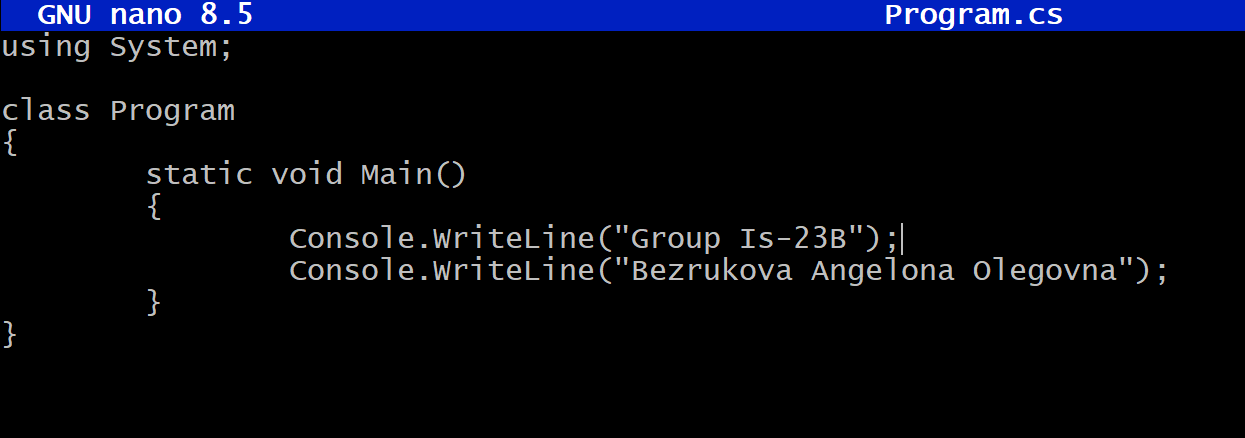 GNU nano 8.5 Program.cs
using System;
class Program
{
static void Main()
{
Console.WriteLine("Group Is-23B");
Console.WriteLine("Bezrukova Angelona Olegovna");
}
}